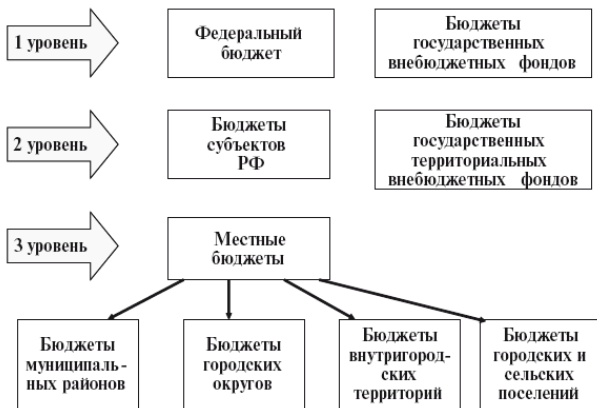 1 уровень
Федеральный
бюджет
Бюджеты
государственных
внебюджетных фондов
2 уровень
Бюджеты
субъектов
РФ
Бюджеты
государственных
территориальных
внебюджетных фондов
3 уровень
Местные
бюджеты
Бюджеты
муниципаль-
ных районов
Бюджеты
городских
округов
Бюджеты
внутригород-
ских
территорий
Бюджеты
городских и
сельских
поселений